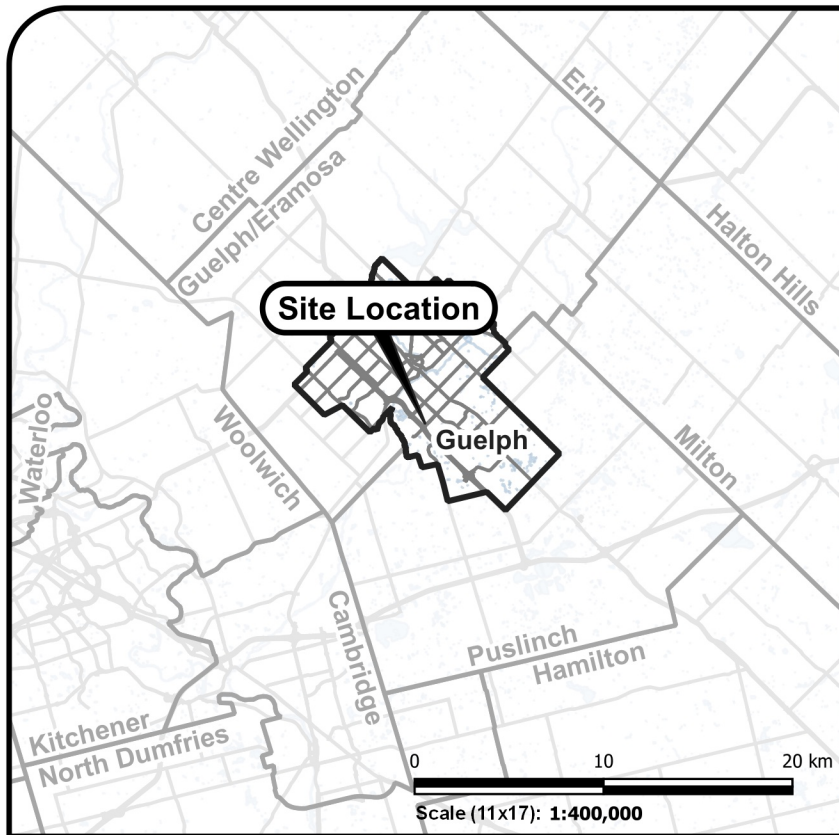 Erin
Centre Wellington
Guelph/Eramosa
Halton Hills
Site Location
Waterloo
Woolwich
Guelph
Milton
Cambridge
Puslinch
Hamilton
Kitchener
North Dumfries
0 10 20 km
Scale (11x17): 1:400,000